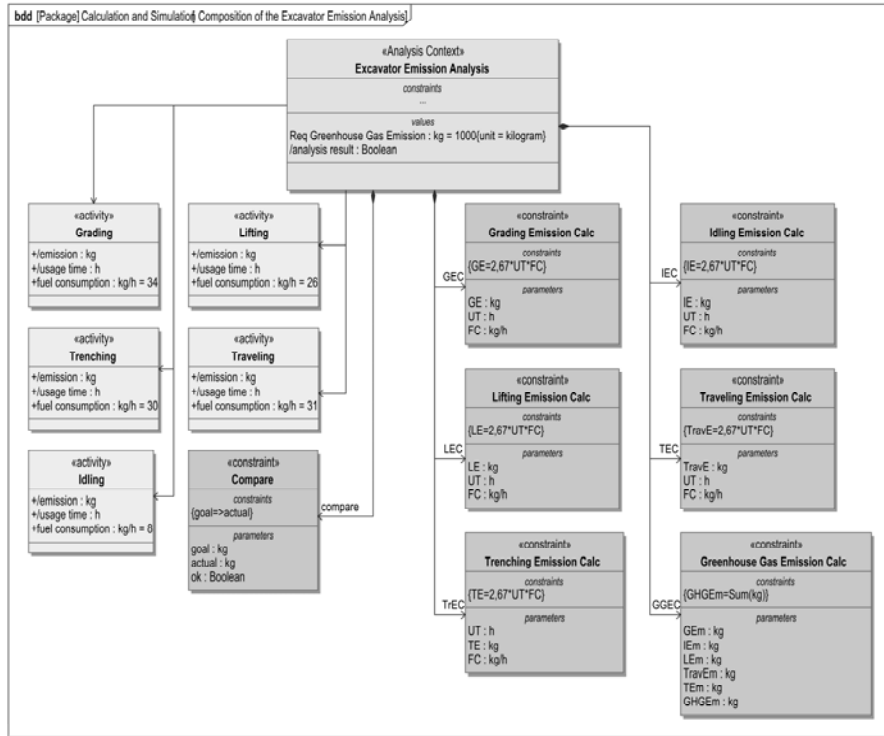 bdd [Package] Calculation and Simulation[ Composition of the Excavator Emission Analysis]
«Analysis Context»
Excavator Emission Analysis
constraints
...
values
Req Greenhouse Gas Emission : kg = 1000{unit = kilogram}
/analysis result : Boolean
«activity»
Grading
+/emission : kg
+/usage time : h
+fuel consumption : kg/h = 34
«activity»
Lifting
+/emission : kg
+/usage time : h
+fuel consumption : kg/h = 26
«activity»
Trenching
+/emission : kg
+/usage time : h
+fuel consumption : kg/h = 30
«activity»
Traveling
+/emission : kg
+/usage time : h
+fuel consumption : kg/h = 31
«activity»
Idling
+/emission : kg
+/usage time : h
+fuel consumption : kg/h = 8
«constraint»
Compare
constraints
{goal=>actual}
parameters
goal : kg
actual : kg
ok : Boolean
compare
GEC
«constraint»
Grading Emission Calc
constraints
{GE=2,67*UT*FC}
parameters
GE : kg
UT : h
FC : kg/h
IEC
«constraint»
Idling Emission Calc
constraints
{IE=2,67*UT*FC}
parameters
IE : kg
UT : h
FC : kg/h
LEC
«constraint»
Lifting Emission Calc
constraints
{LE=2,67*UT*FC}
parameters
LE : kg
UT : h
FC : kg/h
TEC
«constraint»
Traveling Emission Calc
constraints
{TravE=2,67*UT*FC}
parameters
TravE : kg
UT : h
FC : kg/h
TrEC
«constraint»
Trenching Emission Calc
constraints
{TE=2,67*UT*FC}
parameters
UT : h
TE : kg
FC : kg/h
GGEC
«constraint»
Greenhouse Gas Emission Calc
constraints
{GHGEm=Sum(kg)}
parameters
GEm : kg
IEm : kg
LEm : kg
TravEm : kg
TEm : kg
GHGEm : kg